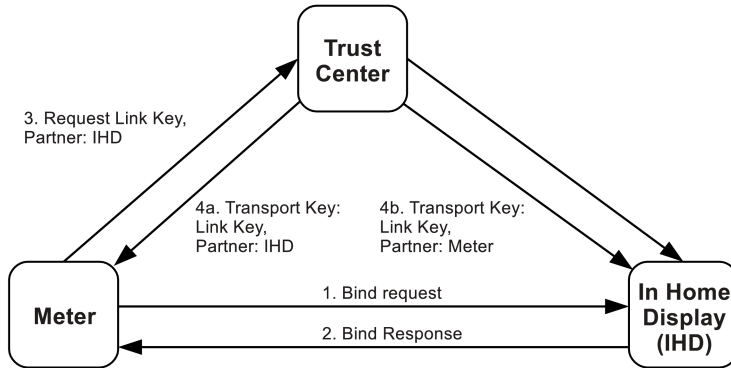 Trust
Center
3. Request Link Key,
Partner: IHD
4a. Transport Key:
Link Key,
Partner: IHD
4b. Transport Key:
Link Key,
Partner: Meter
Meter
1. Bind request
2. Bind Response
In Home
Display
(IHD)